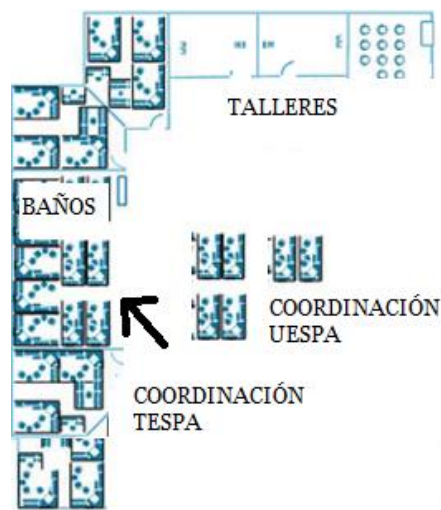 TALLERES
BAÑOS
COORDINACIÓN
UESPA
COORDINACIÓN
TESPA